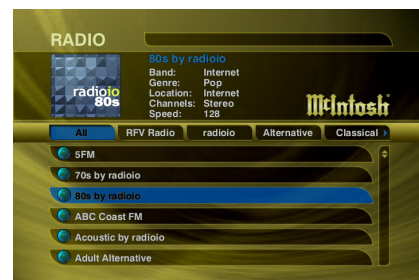 RADIO
80s by radioio
Band: Internet
Genre: Pop
Location: Internet
Channels: Stereo
Speed: 128
radioio
80s
McIntosh
All RFV Radio radioio Alternative Classical
5FM
70s by radioio
80s by radioio
ABC Coast FM
Acoustic by radioio
Adult Alternative